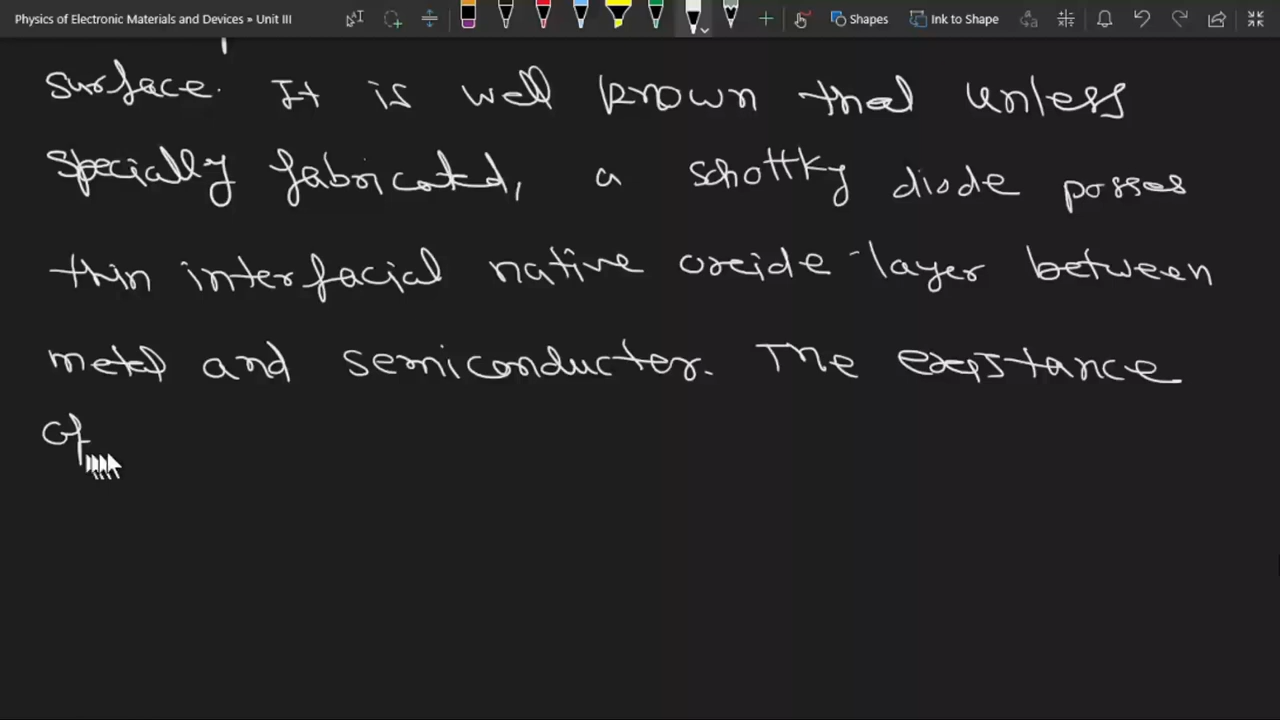 Physics of Electronic Materials and Devices » Unit III
Shapes
Ink to Shape
surface. It is well known that unless
specially fabricated, a schottky diode posses
thin interfacial native oxide layer between
metal and semiconductor. The existance
of